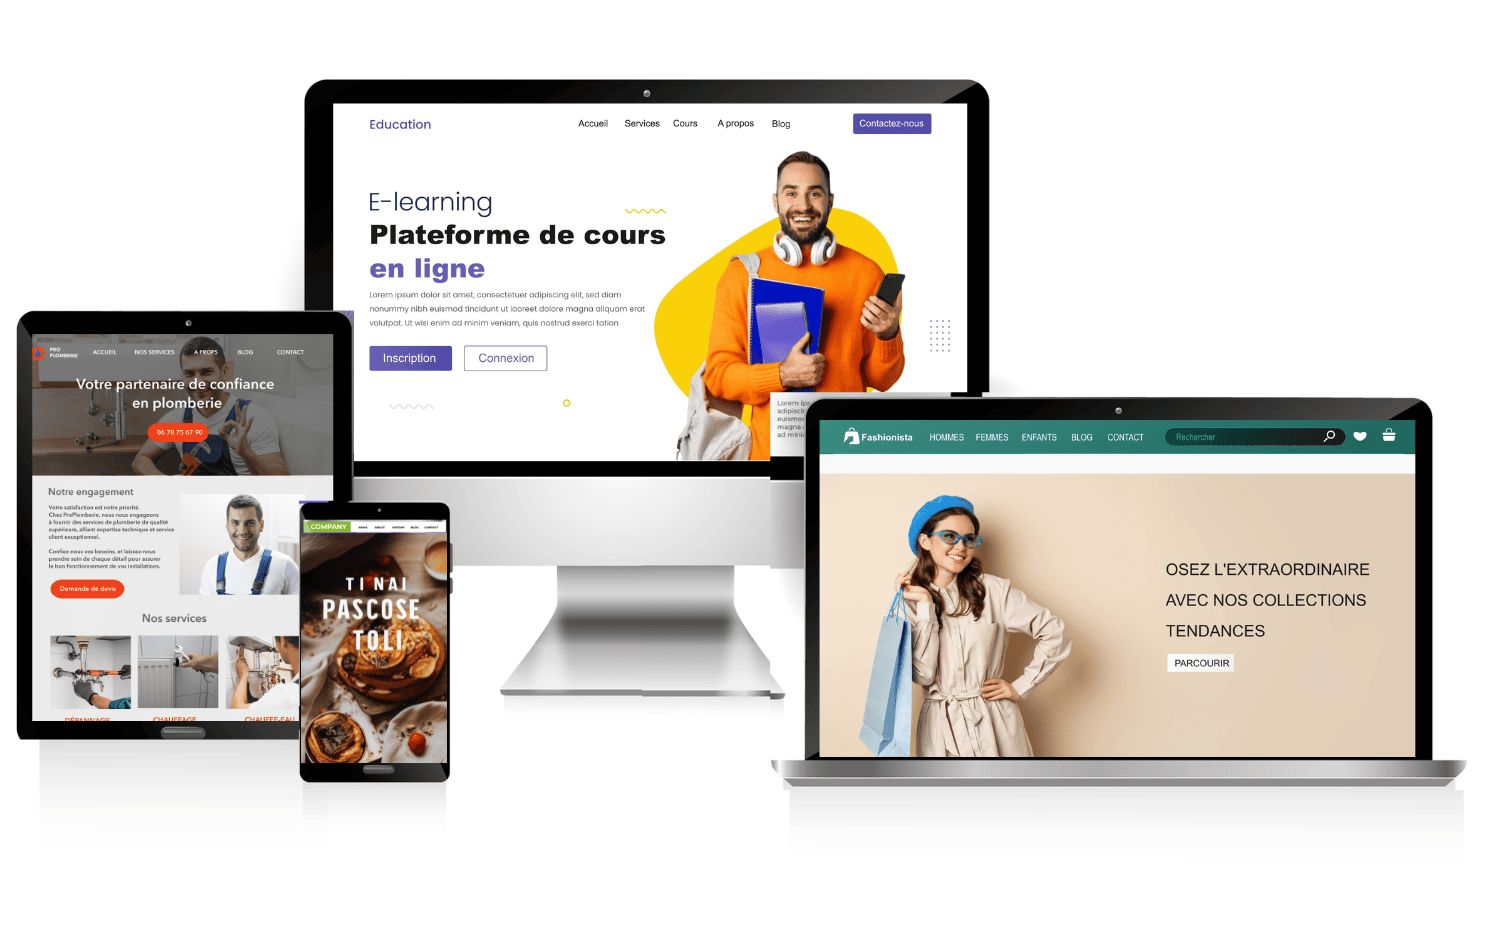 Education
Accueil Services Cours A propos Blog
Contactez-nous
E-learning
Plateforme de cours
en ligne
Lorem ipsum dolor sit amet, consectetuer adipiscing elit, sed diam
nonummy nibh euismod tincidunt ut laoreet dolore magna aliquam erat
volutpat. Ut wisi enim ad minim veniam, quis nostrud exerci tation
Inscription Connexion
PRO
PLOMBERIE
ACCUEIL NOS SERVICES A PROPS BLOG CONTACT
Votre partenaire de confiance
en plomberie
06 78 75 67 90
Notre engagement
Votre satisfaction est notre priorité.
Chez ProPlomberie, nous nous engageons
à fournir des services de plomberie de qualité
supérieure, alliant expertise technique et service
client exceptionnel.
Confiez-nous vos besoins, et laissez-nous
prendre soin de chaque détail pour assurer
le bon fonctionnement de vos installations.
Demande de devis
Nos services
DÉPANNAGE CHAUFFAGE CHAUFFE-EAU
COMPANY
HOME ABOUT HISTORY BLOG CONTACT
TI NAI
PASCOSE
TOLI
Lorem ips
adipiscin
euismod
magna
ad mini
Fashionista
HOMMES FEMMES ENFANTS BLOG CONTACT
Rechercher
OSEZ L'EXTRAORDINAIRE
AVEC NOS COLLECTIONS
TENDANCES
PARCOURIR